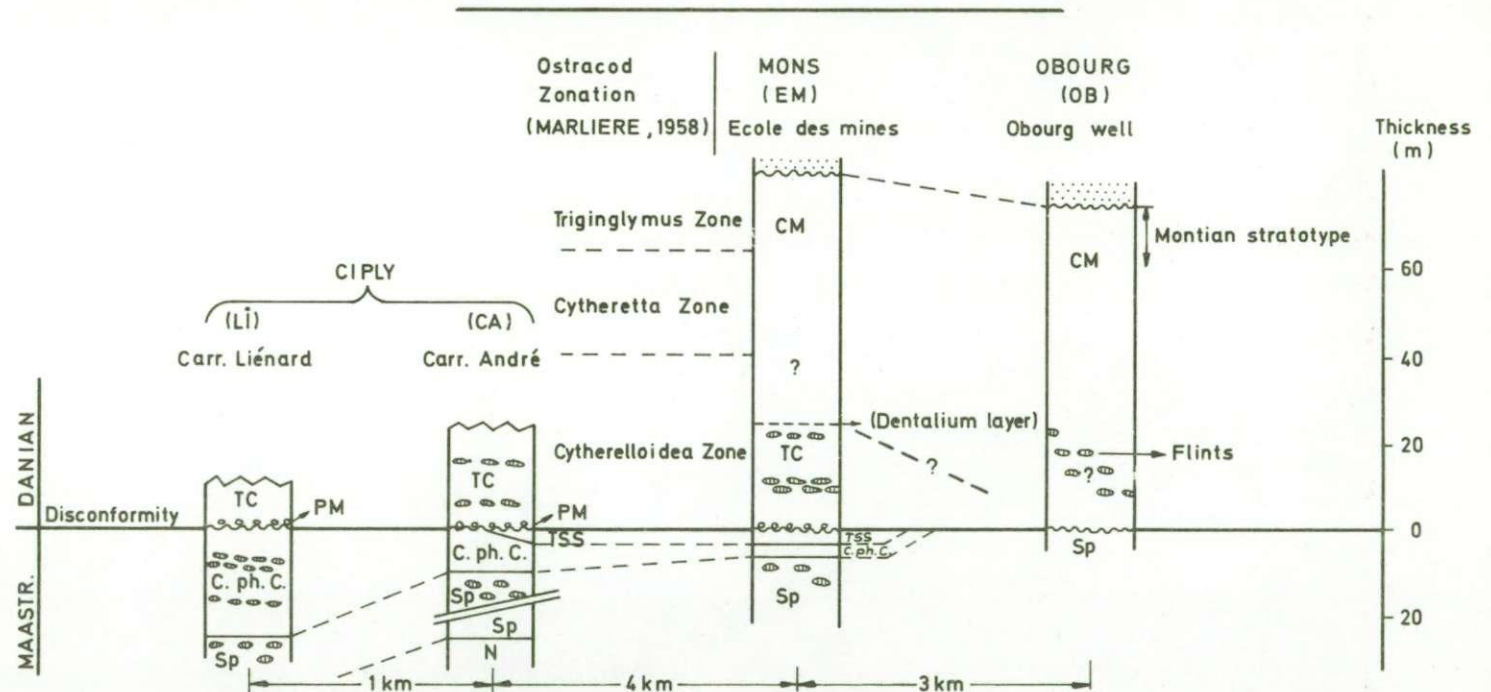 Ostracod
Zonation
(MARLIERE, 1958)
MONS
(EM)
Ecole des mines
OBOURG
(OB)
Obourg well
Thickness
(m)
Triginglymus Zone
CM
Montian stratotype
CM
60
CIPLY
(Li)
(CA)
Cytheretta Zone
Carr. Liénard
Carr. André
?
40
DANIAN
(Dentalium layer)
Cytherelloidea Zone
TC
TC
TC
?
Flints
?
20
Disconformity
PM
PM
0
MAASTR.
C. ph. C.
TSS
C. ph. C.
TSS
C. ph. C.
Sp
Sp
Sp
Sp
Sp
N
20
1 km
4 km
3 km